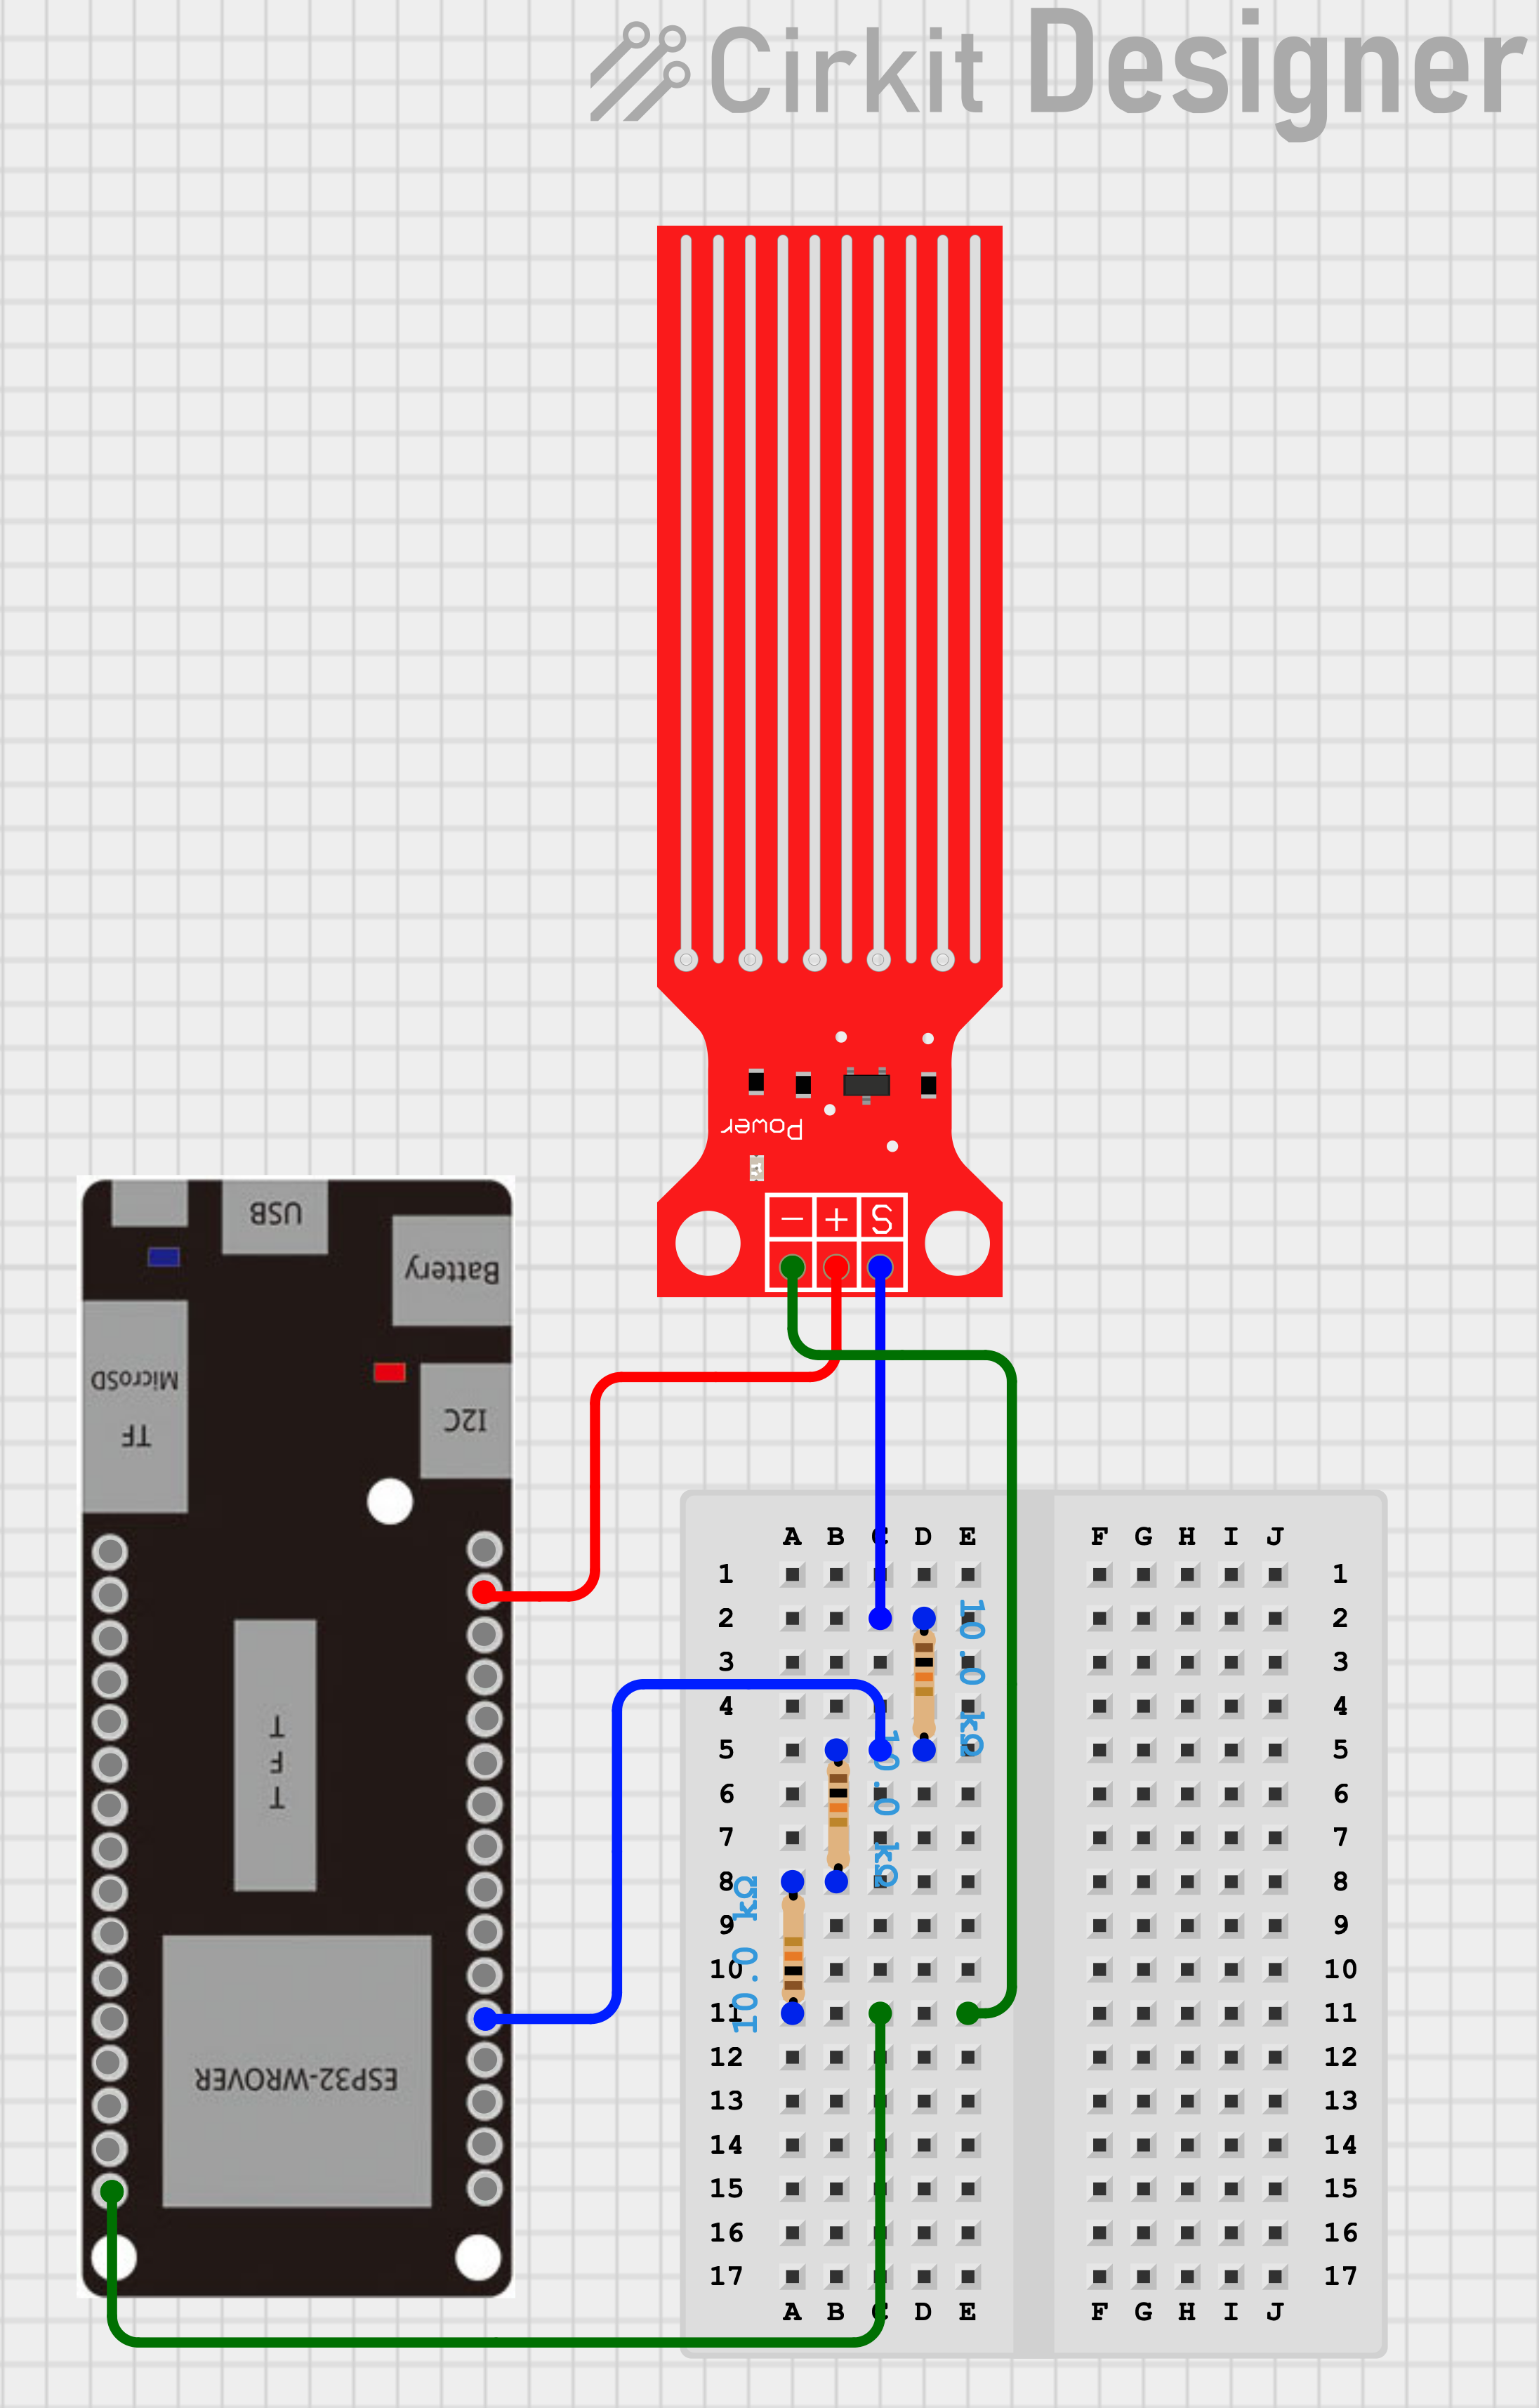 Cirkit Designer
Power
− + S
USB
Battery
MicroSD
TF
I2C
T
F
T
ESP32-WROVER
A B C D E F G H I J
1 1
2 2
3 3
4 4
5 5
6 6
7 7
8 8
9 9
10 10
11 11
12 12
13 13
14 14
15 15
16 16
17 17
A B C D E F G H I J
10.0 kΩ
10.0 kΩ
10.0 kΩ